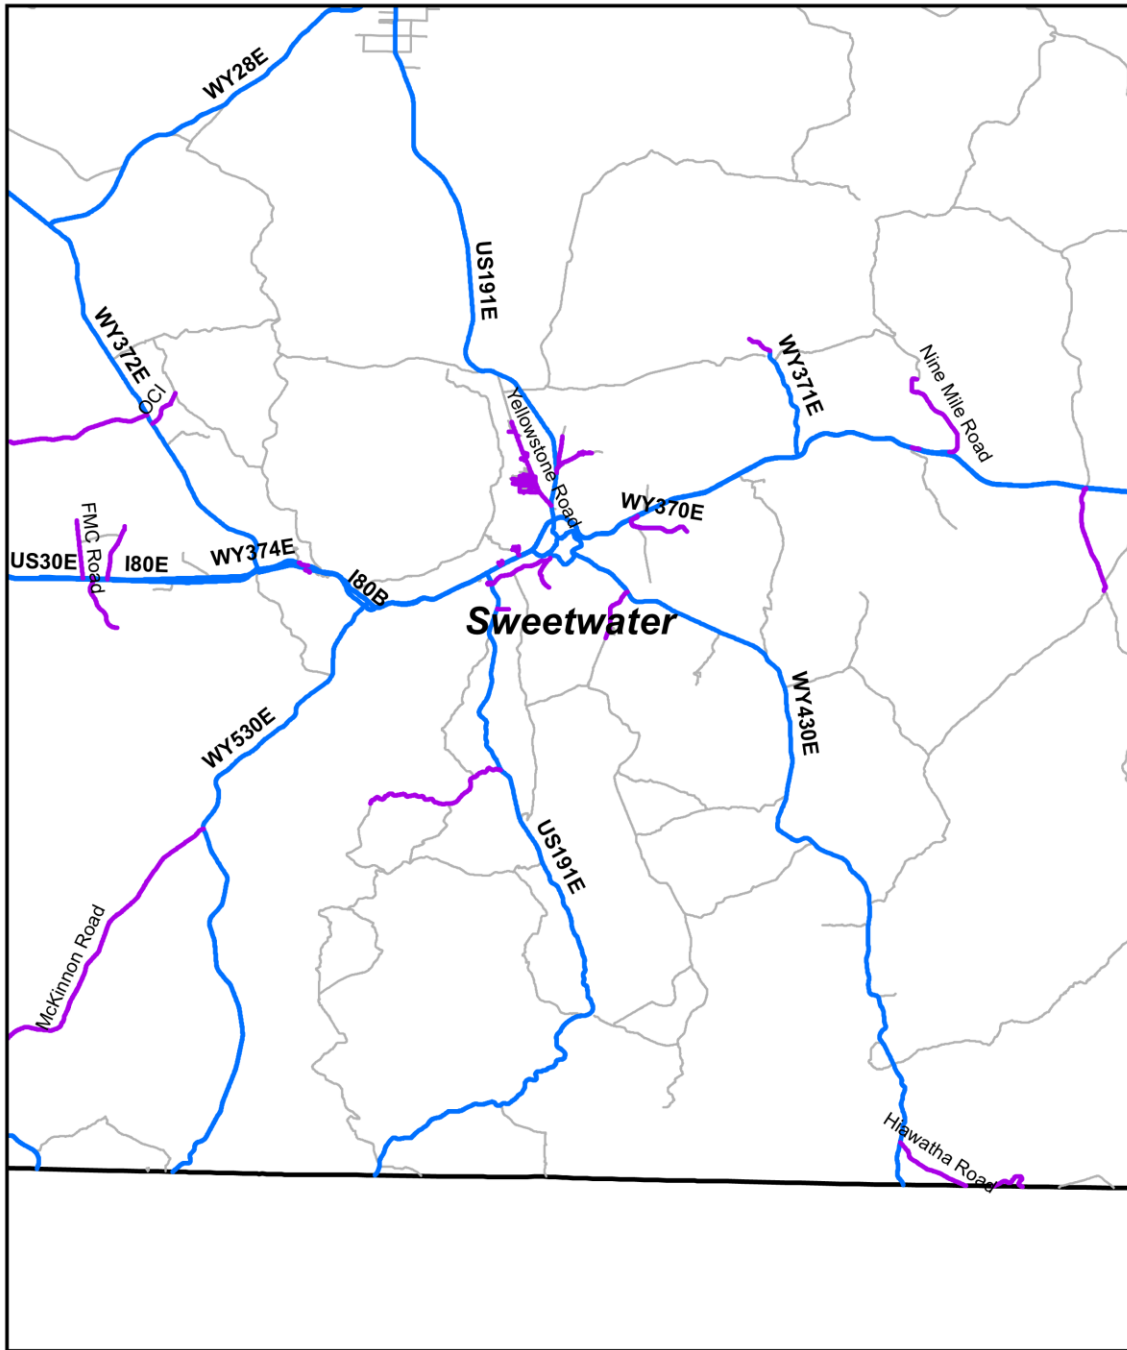 WY28E
US191E
WY372E
OCI
WY371E
Nine Mile Road
Yellowstone Road
WY370E
FMC Road
US30E
I80E
WY374E
I80B
Sweetwater
WY430E
WY530E
US191E
McKinnon Road
Hiawatha Road